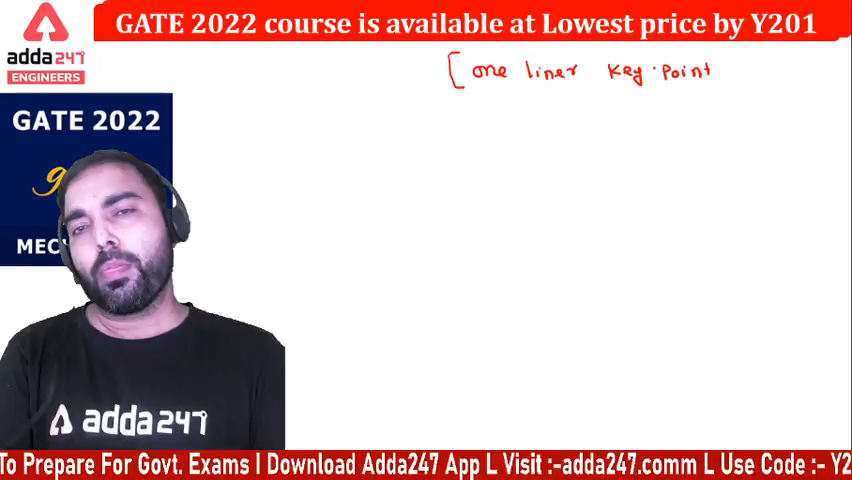 GATE 2022 course is available at Lowest price by Y201
adda247
ENGINEERS
[ one liner key point
GATE 2022
g
MEC
adda247
To Prepare For Govt. Exams I Download Adda247 App L Visit :-adda247.comm L Use Code :- Y2